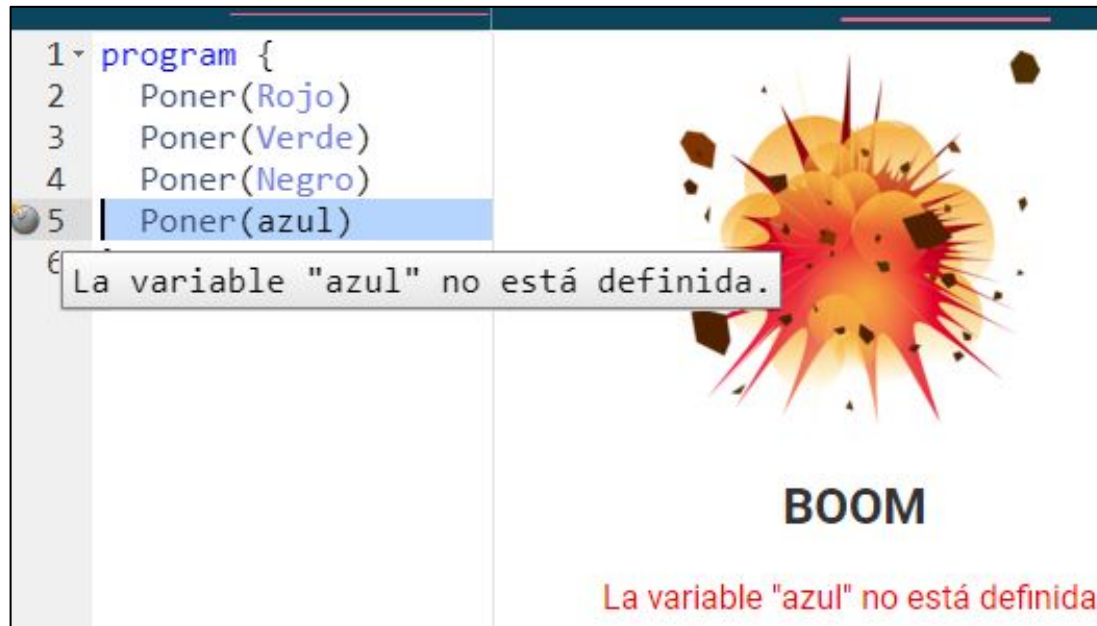 1 program {
2 Poner(Rojo)
3 Poner(Verde)
4 Poner(Negro)
5 Poner(azul)
6
La variable "azul" no está definida.
BOOM
La variable "azul" no está definida